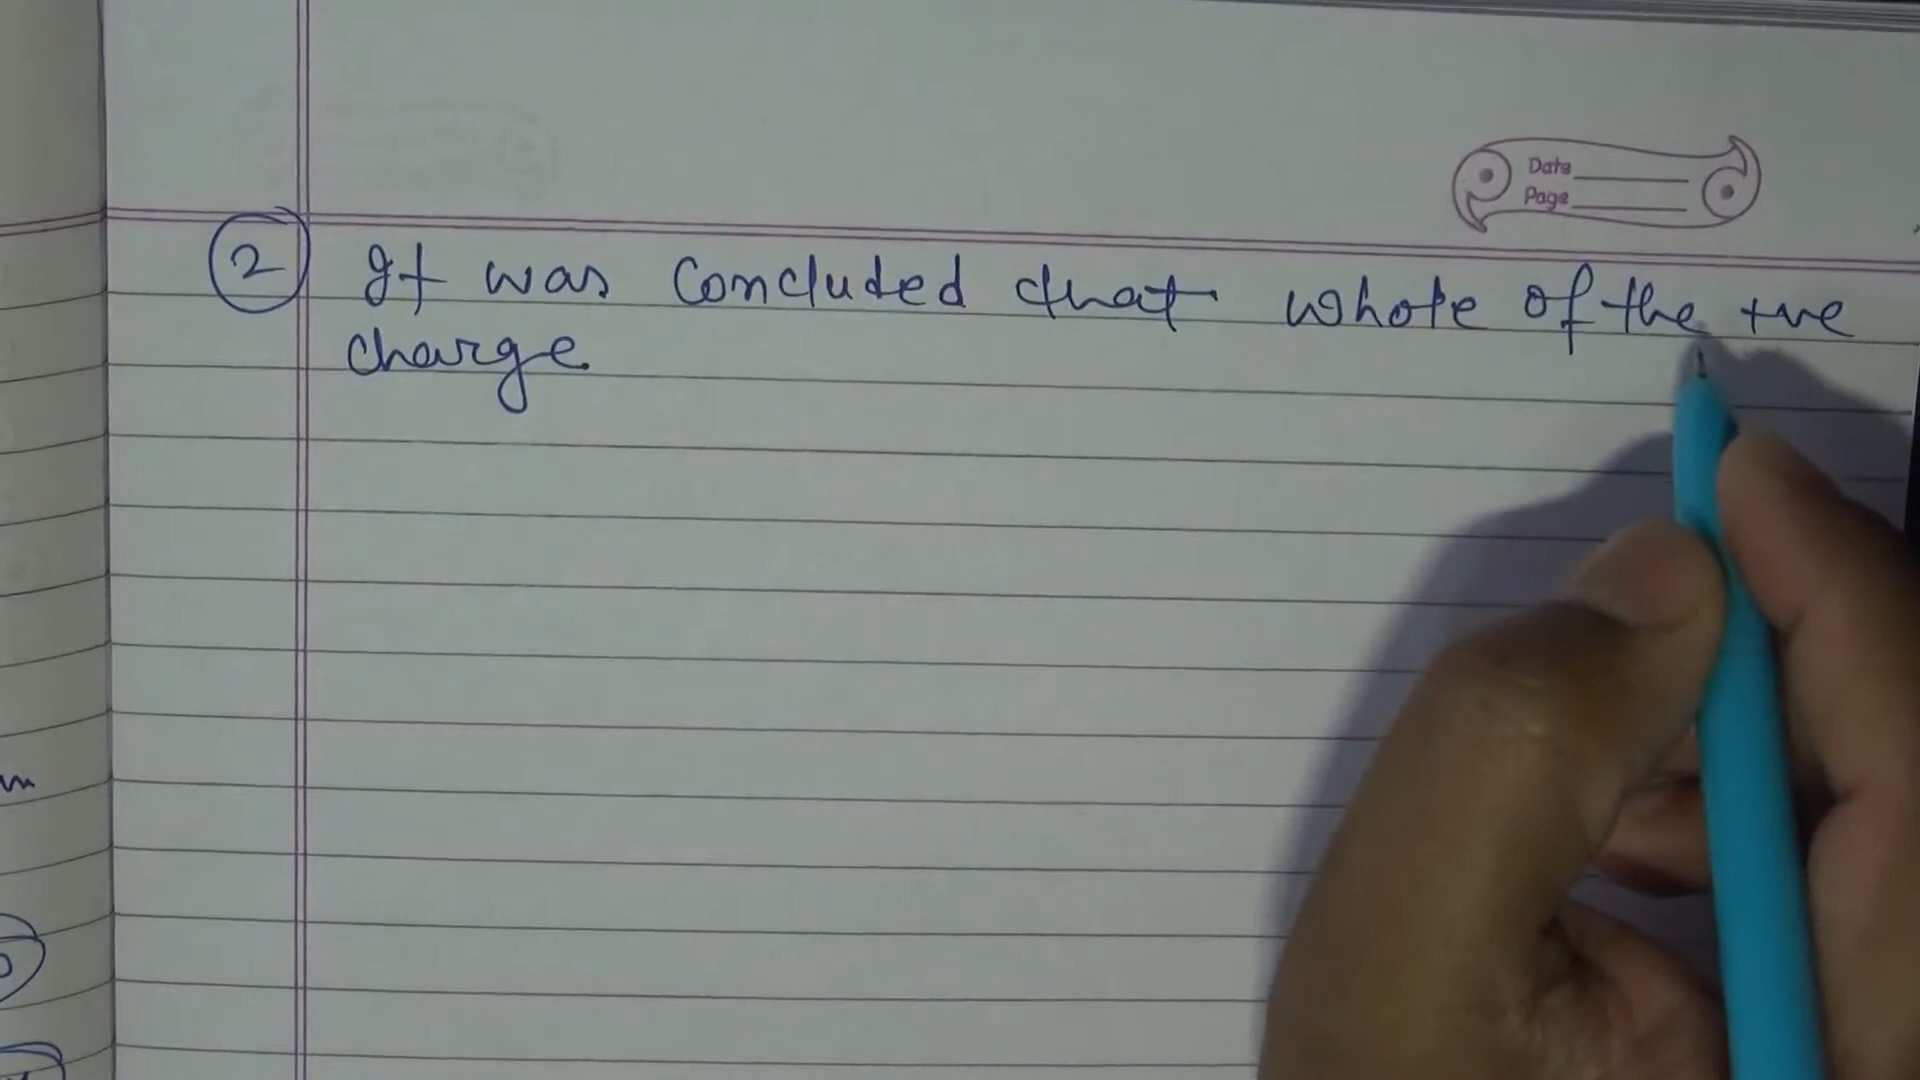 Date
Page
2 It was concluded that whole of the +ve
charge